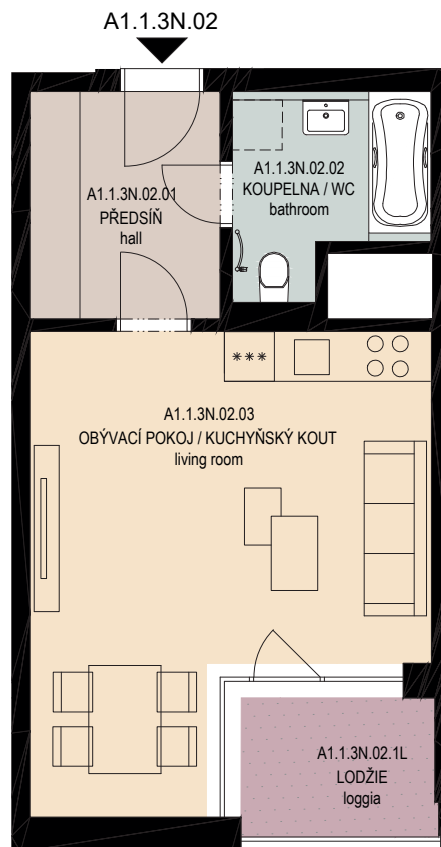 A1.1.3N.02
A1.1.3N.02.01
PŘEDSÍŇ
hall
A1.1.3N.02.02
KOUPELNA / WC
bathroom
***
A1.1.3N.02.03
OBÝVACÍ POKOJ / KUCHYŇSKÝ KOUT
living room
A1.1.3N.02.1L
LODŽIE
loggia